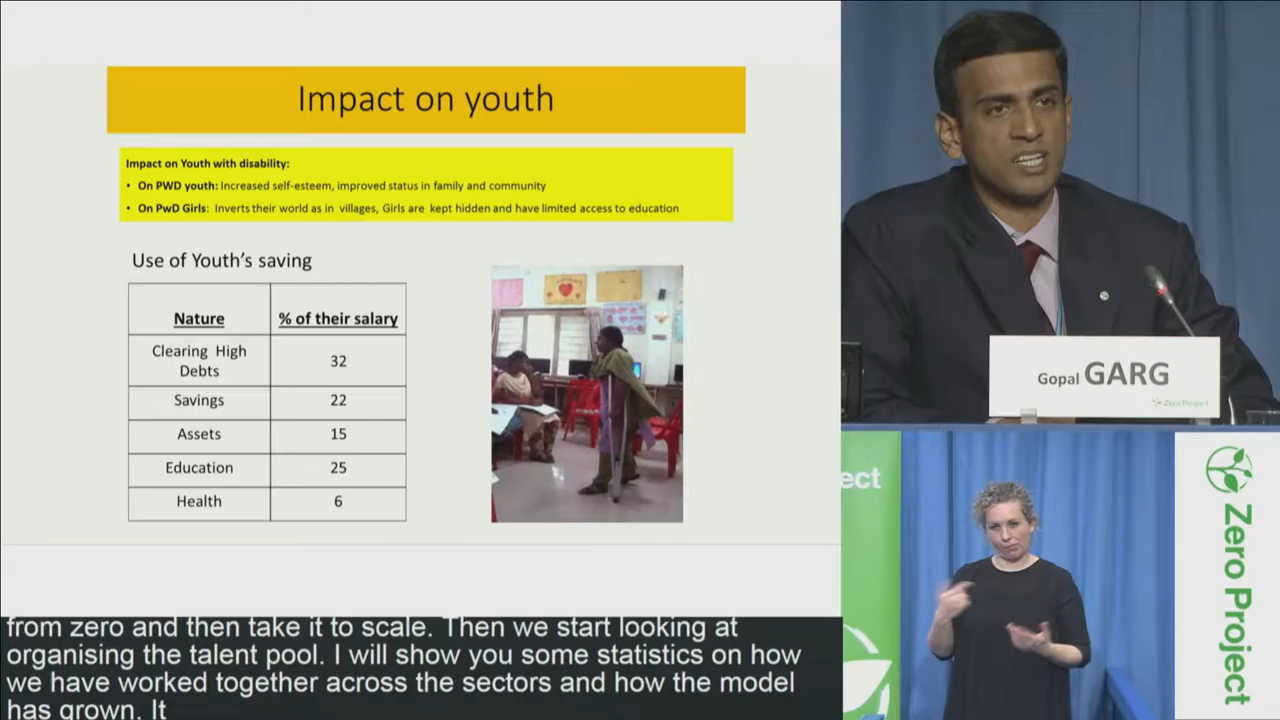 Impact on youth
Impact on Youth with disability:
• On PWD youth: Increased self-esteem, improved status in family and community
• On PwD Girls: Inverts their world as in villages, Girls are kept hidden and have limited access to education
Use of Youth's saving
Nature % of their salary
Clearing High Debts 32
Savings 22
Assets 15
Education 25
Health 6
Gopal GARG
Zero Project
ect
Zero Project
from zero and then take it to scale. Then we start looking at
organising the talent pool. I will show you some statistics on how
we have worked together across the sectors and how the model
has grown. It